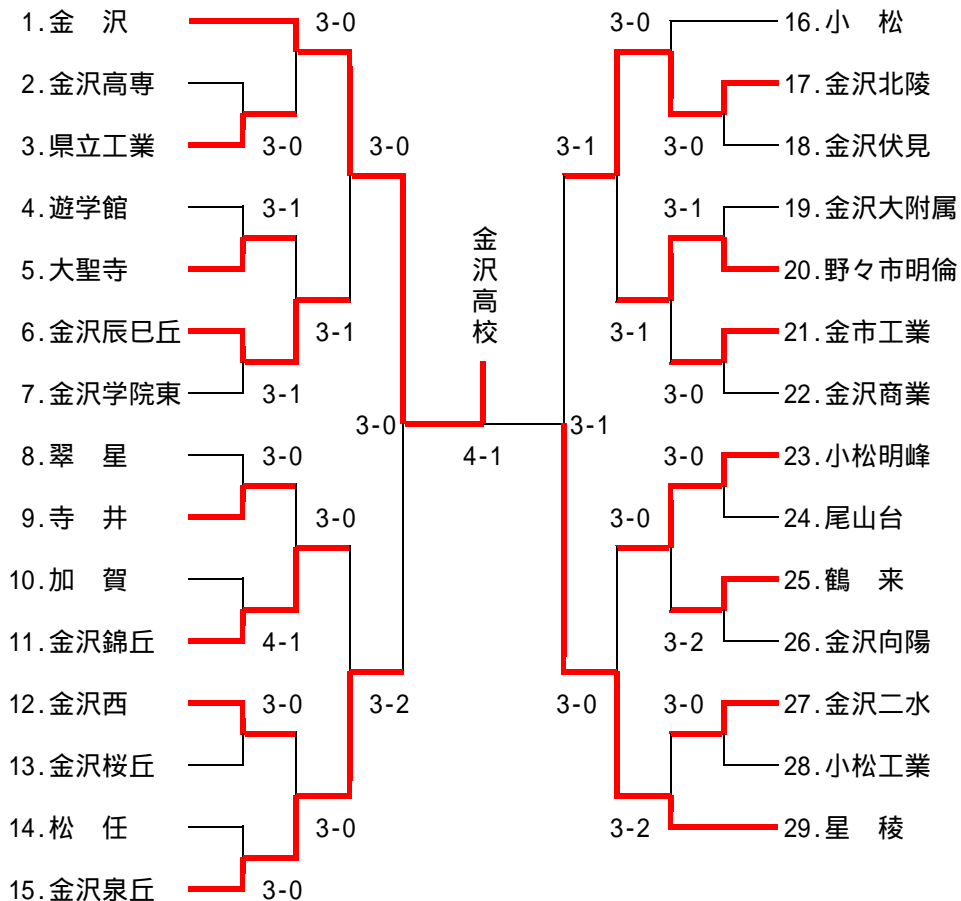 1.金　沢
2.金沢高専
3.県立工業
4.遊学館
5.大聖寺
6.金沢辰巳丘
7.金沢学院東
8.翠　星
9.寺　井
10.加　賀
11.金沢錦丘
12.金沢西
13.金沢桜丘
14.松　任
15.金沢泉丘
3-0
3-0
3-1
3-1
3-0
4-1
3-0
3-0
3-0
3-1
3-0
3-0
3-2
3-0
金沢高校
4-1
3-1
3-1
3-0
3-0
3-1
3-0
3-2
3-0
3-0
3-1
3-0
3-0
3-2
3-0
16.小　松
17.金沢北陵
18.金沢伏見
19.金沢大附属
20.野々市明倫
21.金市工業
22.金沢商業
23.小松明峰
24.尾山台
25.鶴　来
26.金沢向陽
27.金沢二水
28.小松工業
29.星　稜